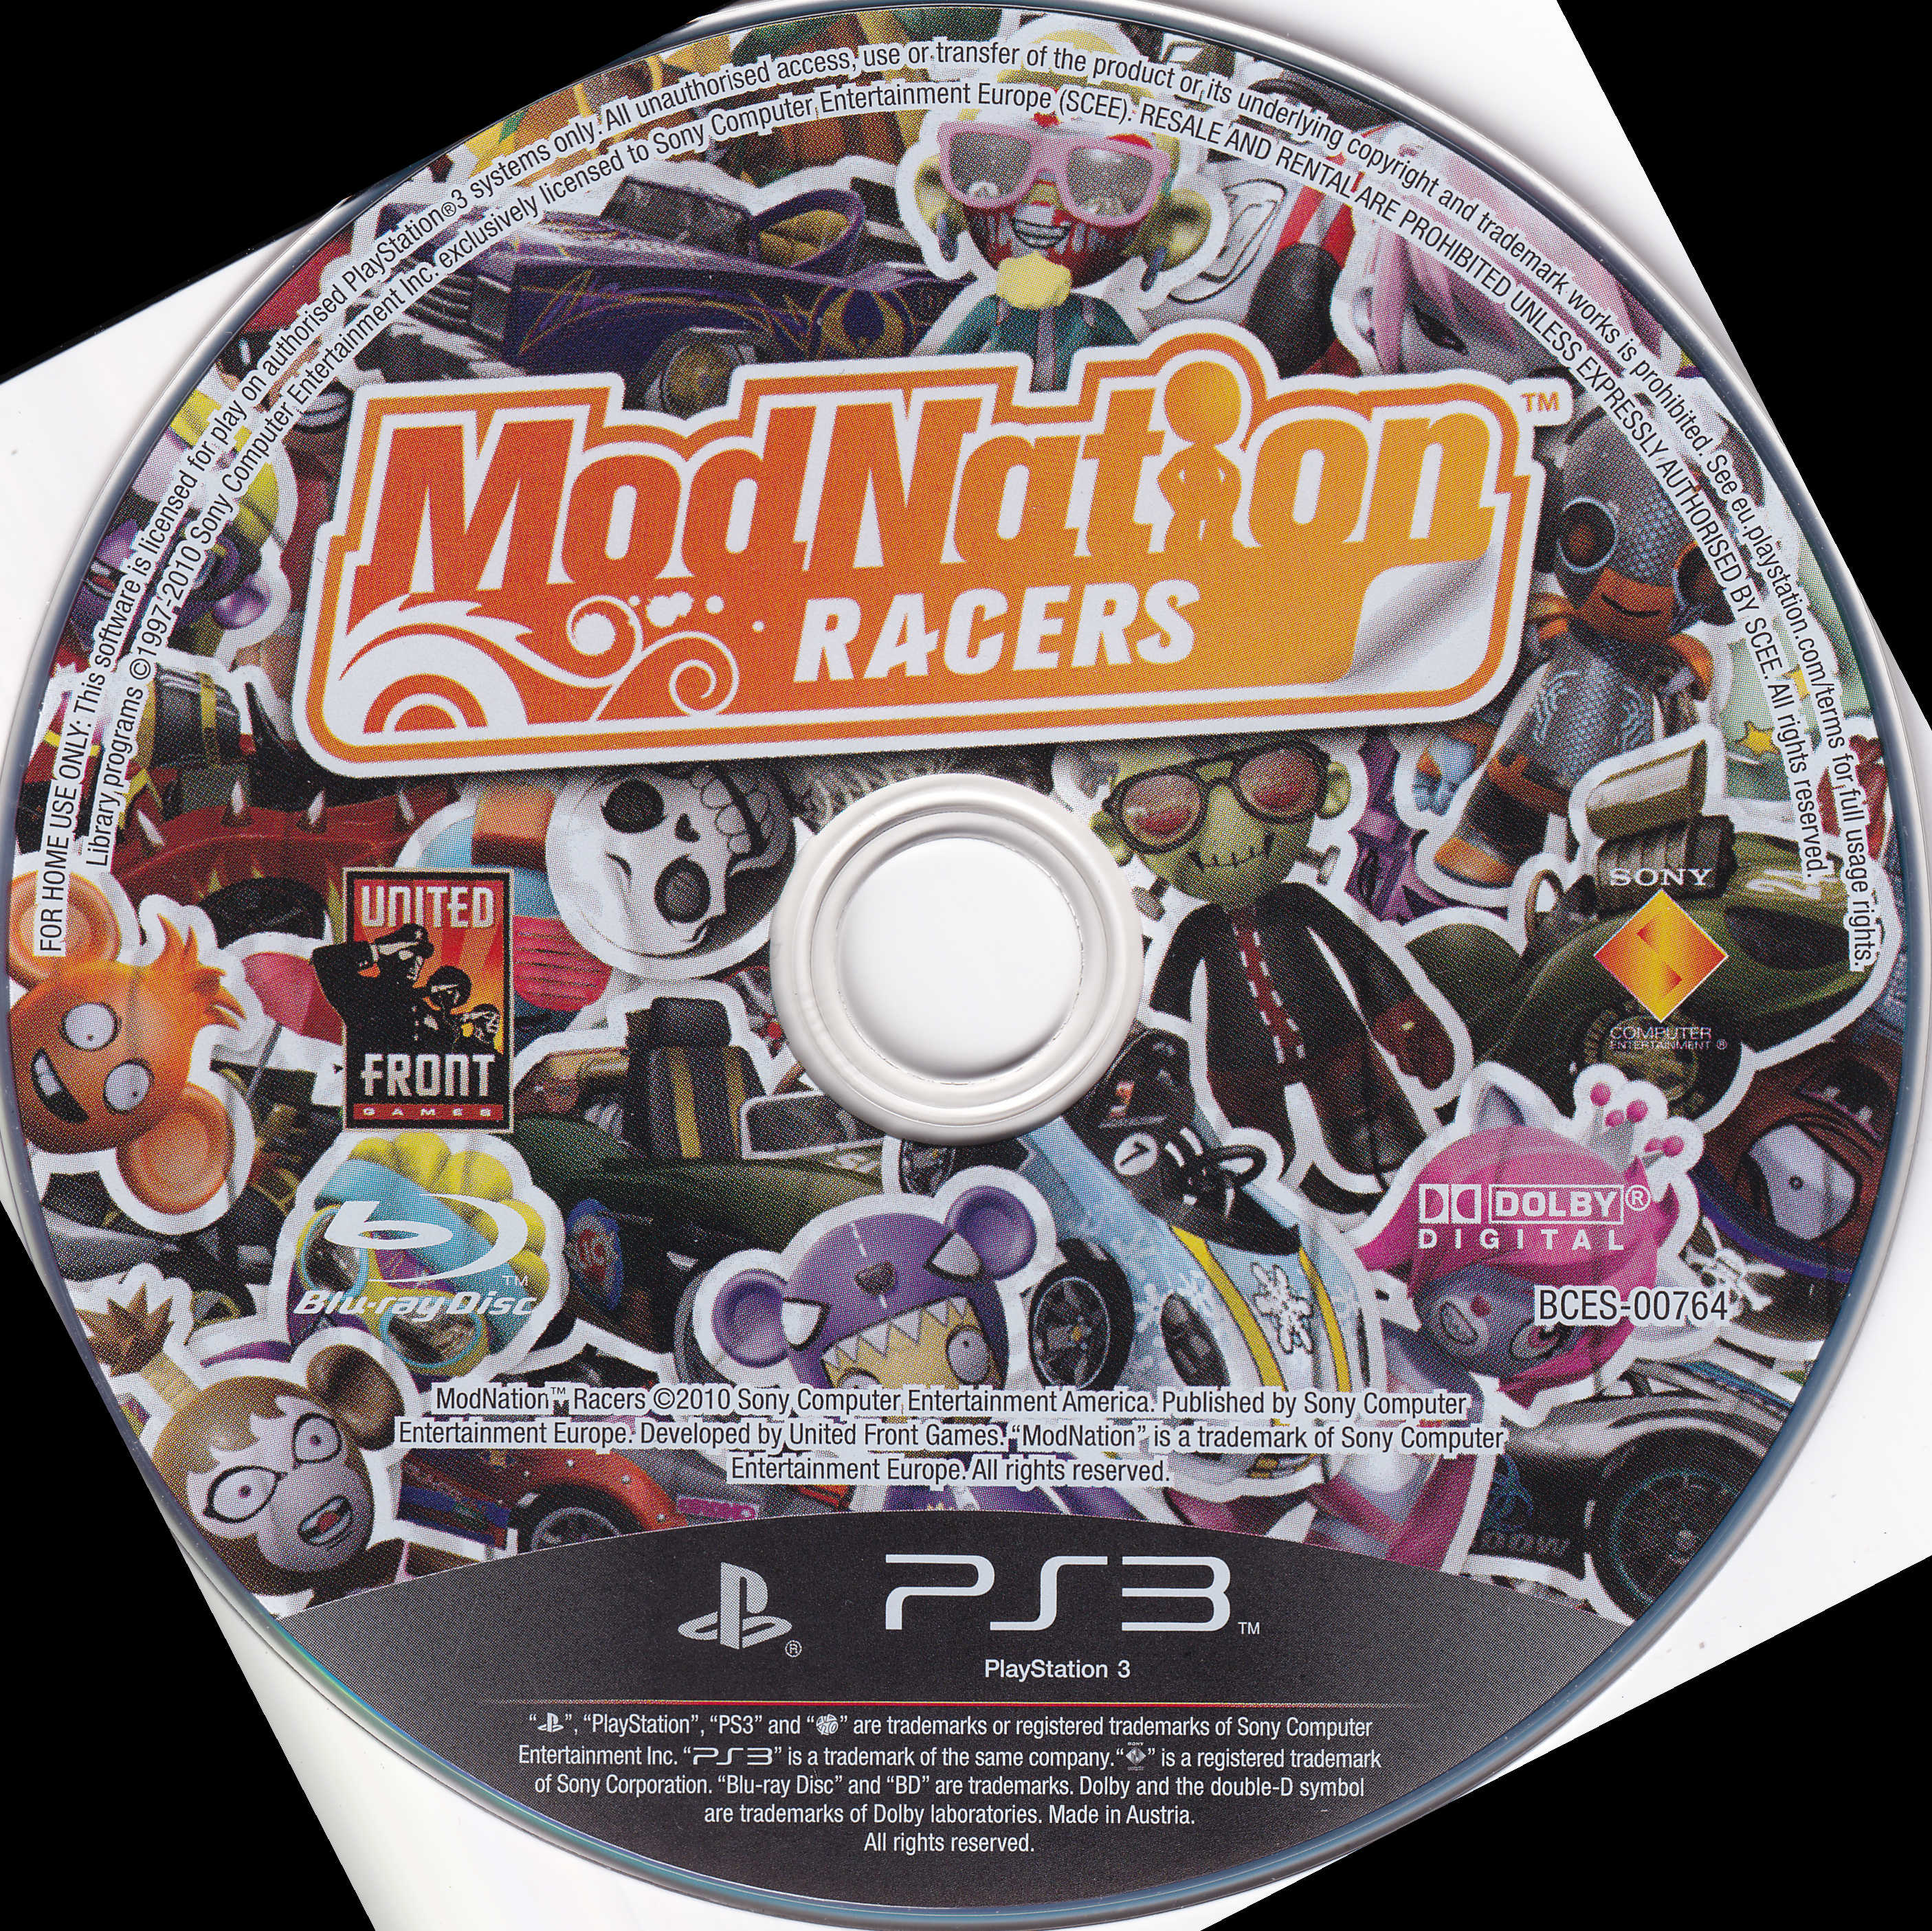 FOR HOME USE ONLY: This software is licensed for play on authorised PlayStation®3 systems only. All unauthorised access, use or transfer of the product or its underlying copyright and trademark works is prohibited. See eu.playstation.com/terms for full usage rights.
Library programs ©1997-2010 Sony Computer Entertainment Inc. exclusively licensed to Sony Computer Entertainment Europe (SCEE). RESALE AND RENTAL ARE PROHIBITED UNLESS EXPRESSLY AUTHORISED BY SCEE. All rights reserved.
ModNation™
RACERS
UNITED
FRONT
GAMES
SONY
COMPUTER
ENTERTAINMENT ®
Blu-ray Disc™
DOLBY®
DIGITAL
BCES-00764
ModNation™ Racers ©2010 Sony Computer Entertainment America. Published by Sony Computer
Entertainment Europe. Developed by United Front Games. “ModNation” is a trademark of Sony Computer
Entertainment Europe. All rights reserved.
® PS3™
PlayStation 3
“ ”, “PlayStation”, “PS3” and “ ” are trademarks or registered trademarks of Sony Computer
Entertainment Inc. “PS3” is a trademark of the same company. “ ” is a registered trademark
of Sony Corporation. “Blu-ray Disc” and “BD” are trademarks. Dolby and the double-D symbol
are trademarks of Dolby laboratories. Made in Austria.
All rights reserved.